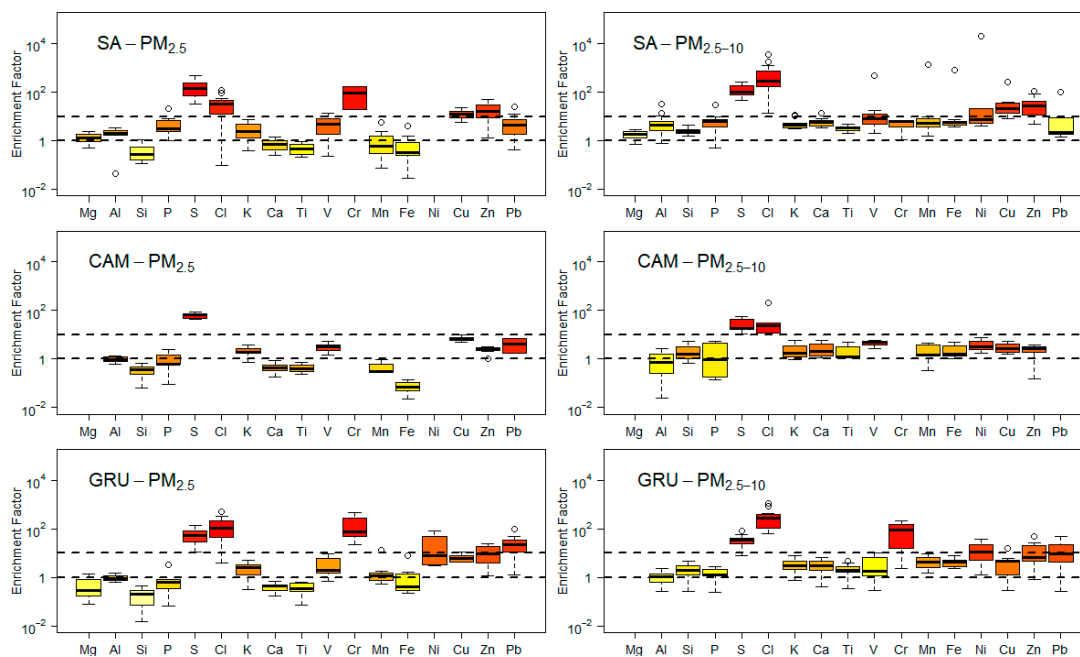 SA – PM2.5
Enrichment Factor
10^4
10^2
1
10^-2
Mg Al Si P S Cl K Ca Ti V Cr Mn Fe Ni Cu Zn Pb
SA – PM2.5–10
Enrichment Factor
10^4
10^2
1
10^-2
Mg Al Si P S Cl K Ca Ti V Cr Mn Fe Ni Cu Zn Pb
CAM – PM2.5
Enrichment Factor
10^4
10^2
1
10^-2
Mg Al Si P S Cl K Ca Ti V Cr Mn Fe Ni Cu Zn Pb
CAM – PM2.5–10
Enrichment Factor
10^4
10^2
1
10^-2
Mg Al Si P S Cl K Ca Ti V Cr Mn Fe Ni Cu Zn Pb
GRU – PM2.5
Enrichment Factor
10^4
10^2
1
10^-2
Mg Al Si P S Cl K Ca Ti V Cr Mn Fe Ni Cu Zn Pb
GRU – PM2.5–10
Enrichment Factor
10^4
10^2
1
10^-2
Mg Al Si P S Cl K Ca Ti V Cr Mn Fe Ni Cu Zn Pb